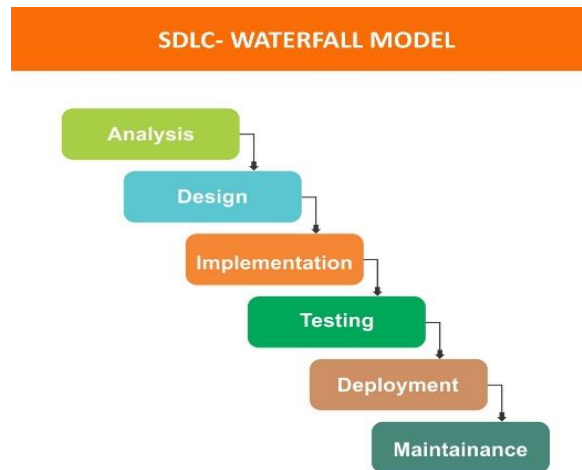 SDLC- WATERFALL MODEL
Analysis
Design
Implementation
Testing
Deployment
Maintainance